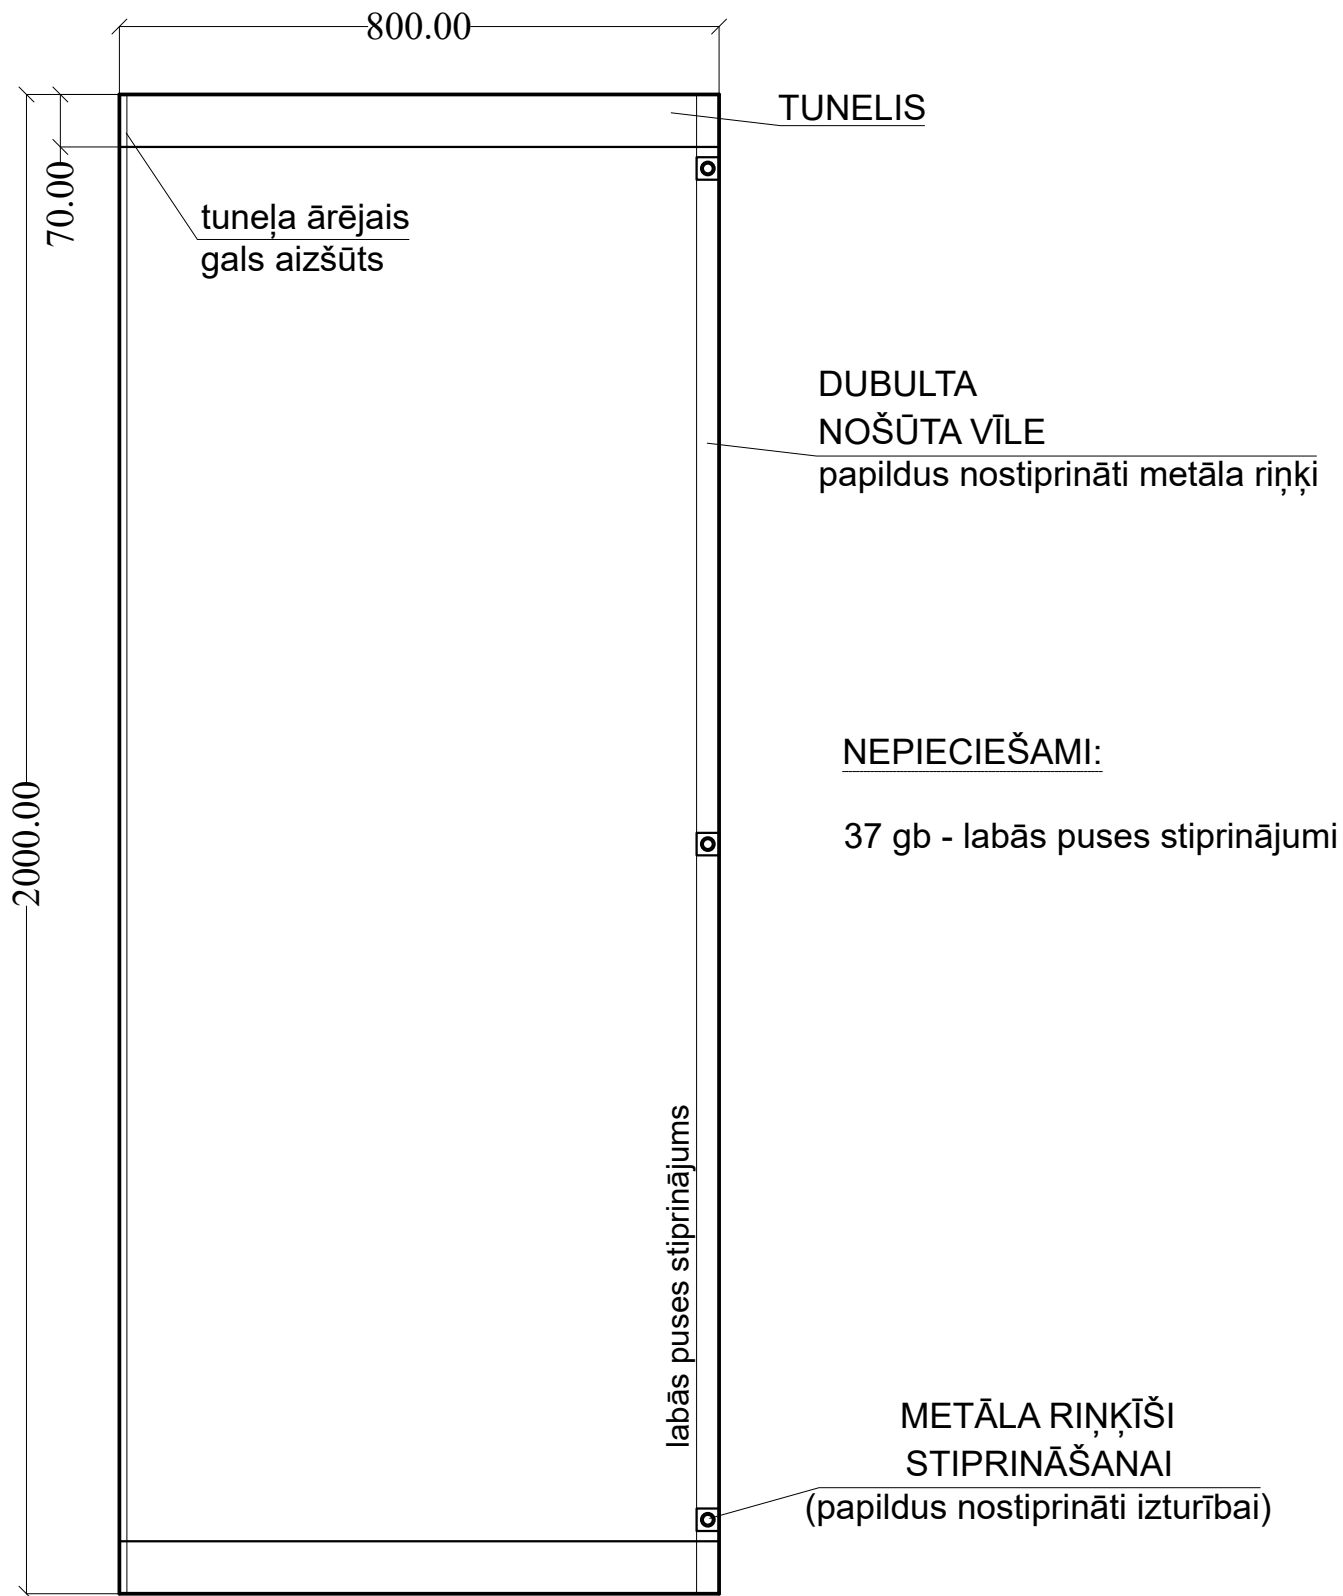 800.00
TUNELIS
70.00
tuneļa ārējais
gals aizšūts
DUBULTA
NOŠŪTA VĪLE
papildus nostiprināti metāla riņķi
NEPIECIEŠAMI:
37 gb - labās puses stiprinājumi
2000.00
labās puses stiprinājums
METĀLA RIŅĶĪŠI
STIPRINĀŠANAI
(papildus nostiprināti izturībai)